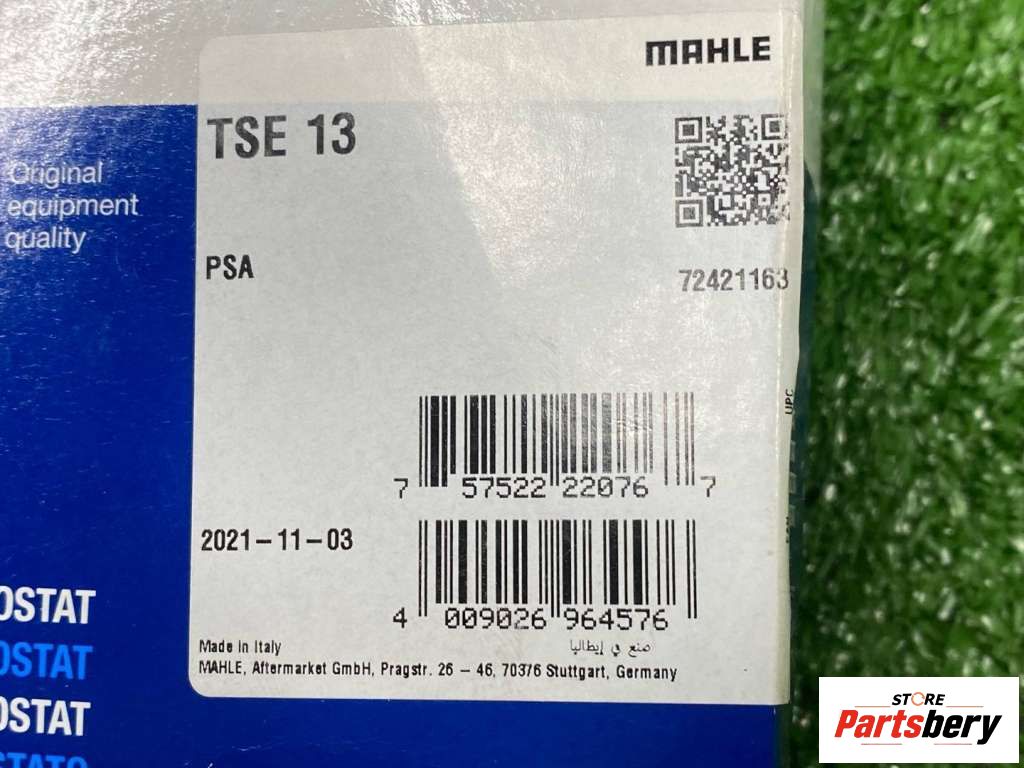 MAHLE
TSE 13
Original
equipment
quality
PSA
72421163
UPC
7 57522 22076 7
2021-11-03
4 009026 964576
OSTAT
OSTAT
OSTAT
STATO
Made in Italy
صنع في إيطاليا
MAHLE, Aftermarket GmbH, Pragstr. 26 – 46, 70376 Stuttgart, Germany
STORE
Partsbery